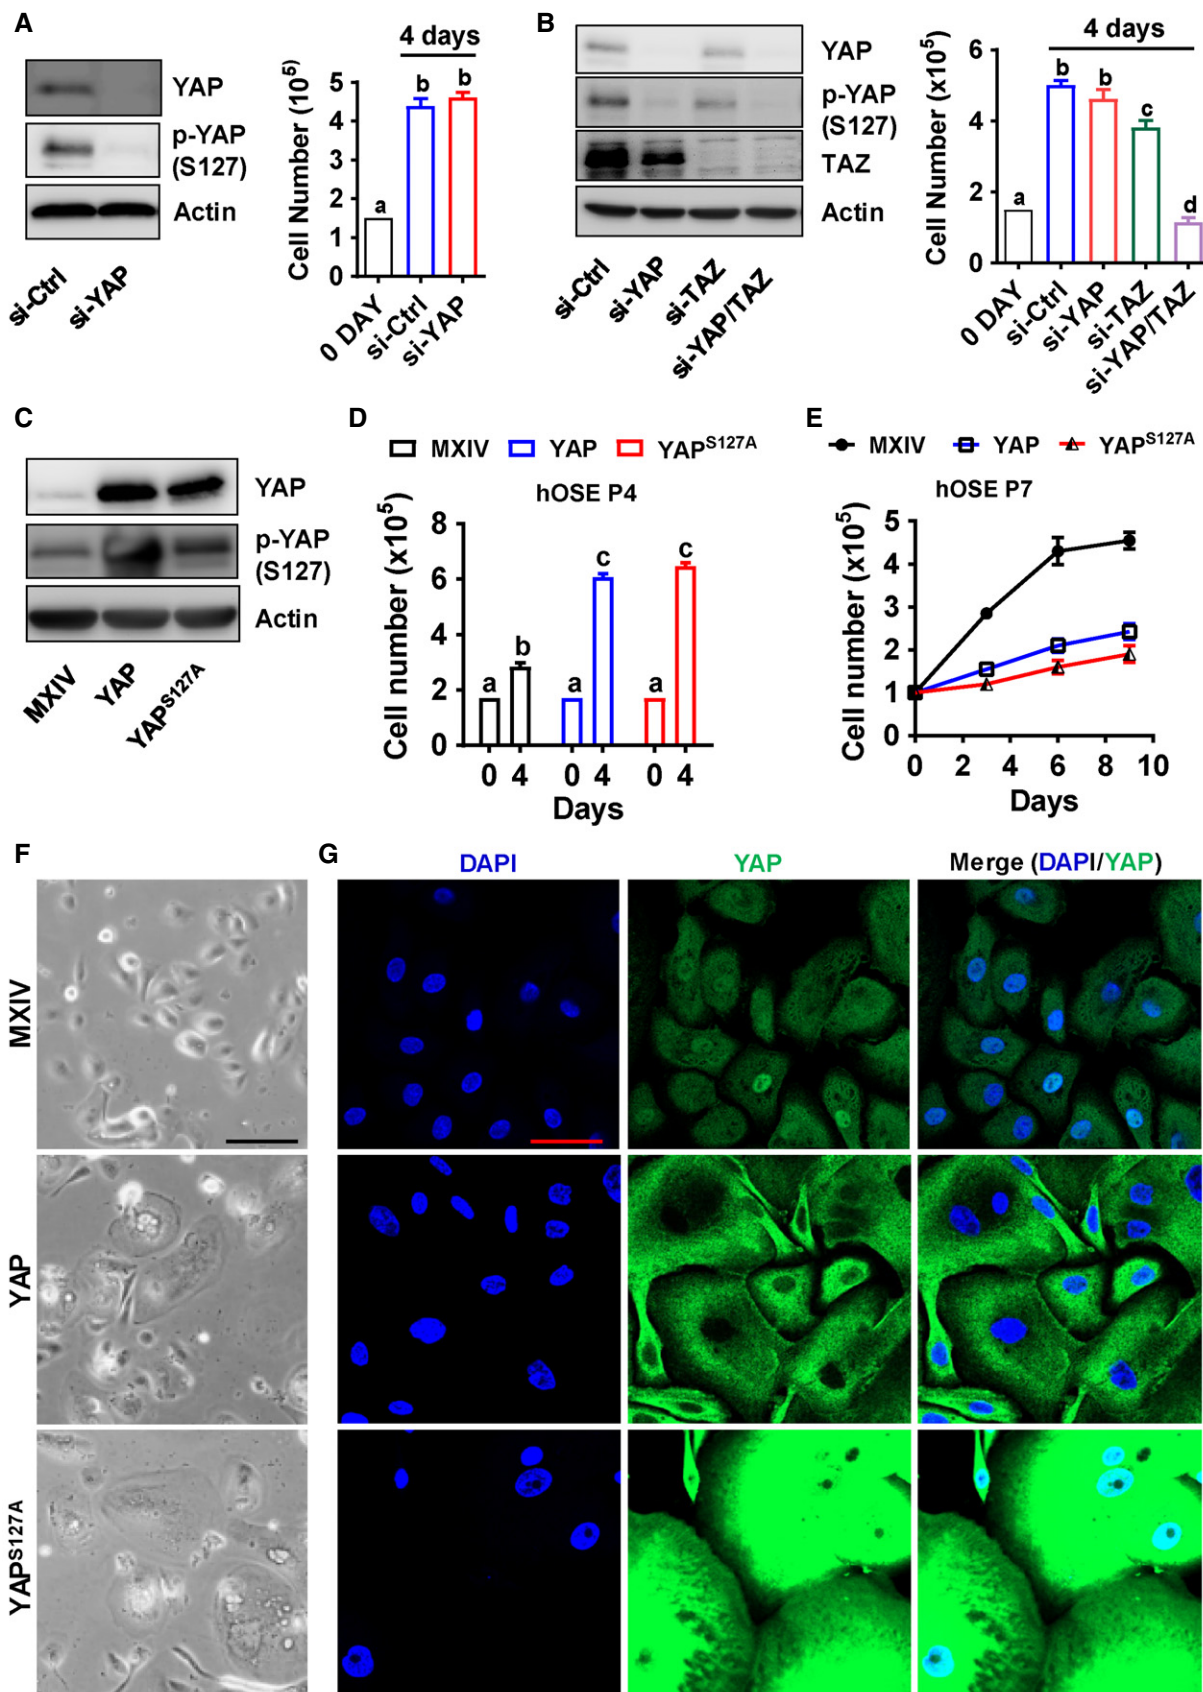 A
YAP
p-YAP
(S127)
Actin
si-Ctrl
si-YAP
4 days
Cell Number (10⁵)
5
4
3
2
1
0
a
b
b
0 DAY
si-Ctrl
si-YAP
B
YAP
p-YAP
(S127)
TAZ
Actin
si-Ctrl
si-YAP
si-TAZ
si-YAP/TAZ
4 days
Cell Number (x10⁵)
6
4
2
0
a
b
b
c
d
0 DAY
si-Ctrl
si-YAP
si-TAZ
si-YAP/TAZ
C
YAP
p-YAP
(S127)
Actin
MXIV
YAP
YAP^S127A
D
MXIV YAP YAP^S127A
hOSE P4
Cell number (x10⁵)
8
6
4
2
0
a
b
a
c
a
c
0 4 0 4 0 4
Days
E
MXIV YAP YAP^S127A
hOSE P7
Cell number (x10⁵)
5
4
3
2
1
0
0 2 4 6 8 10
Days
F
MXIV
YAP
YAP^S127A
G
DAPI YAP Merge (DAPI/YAP)